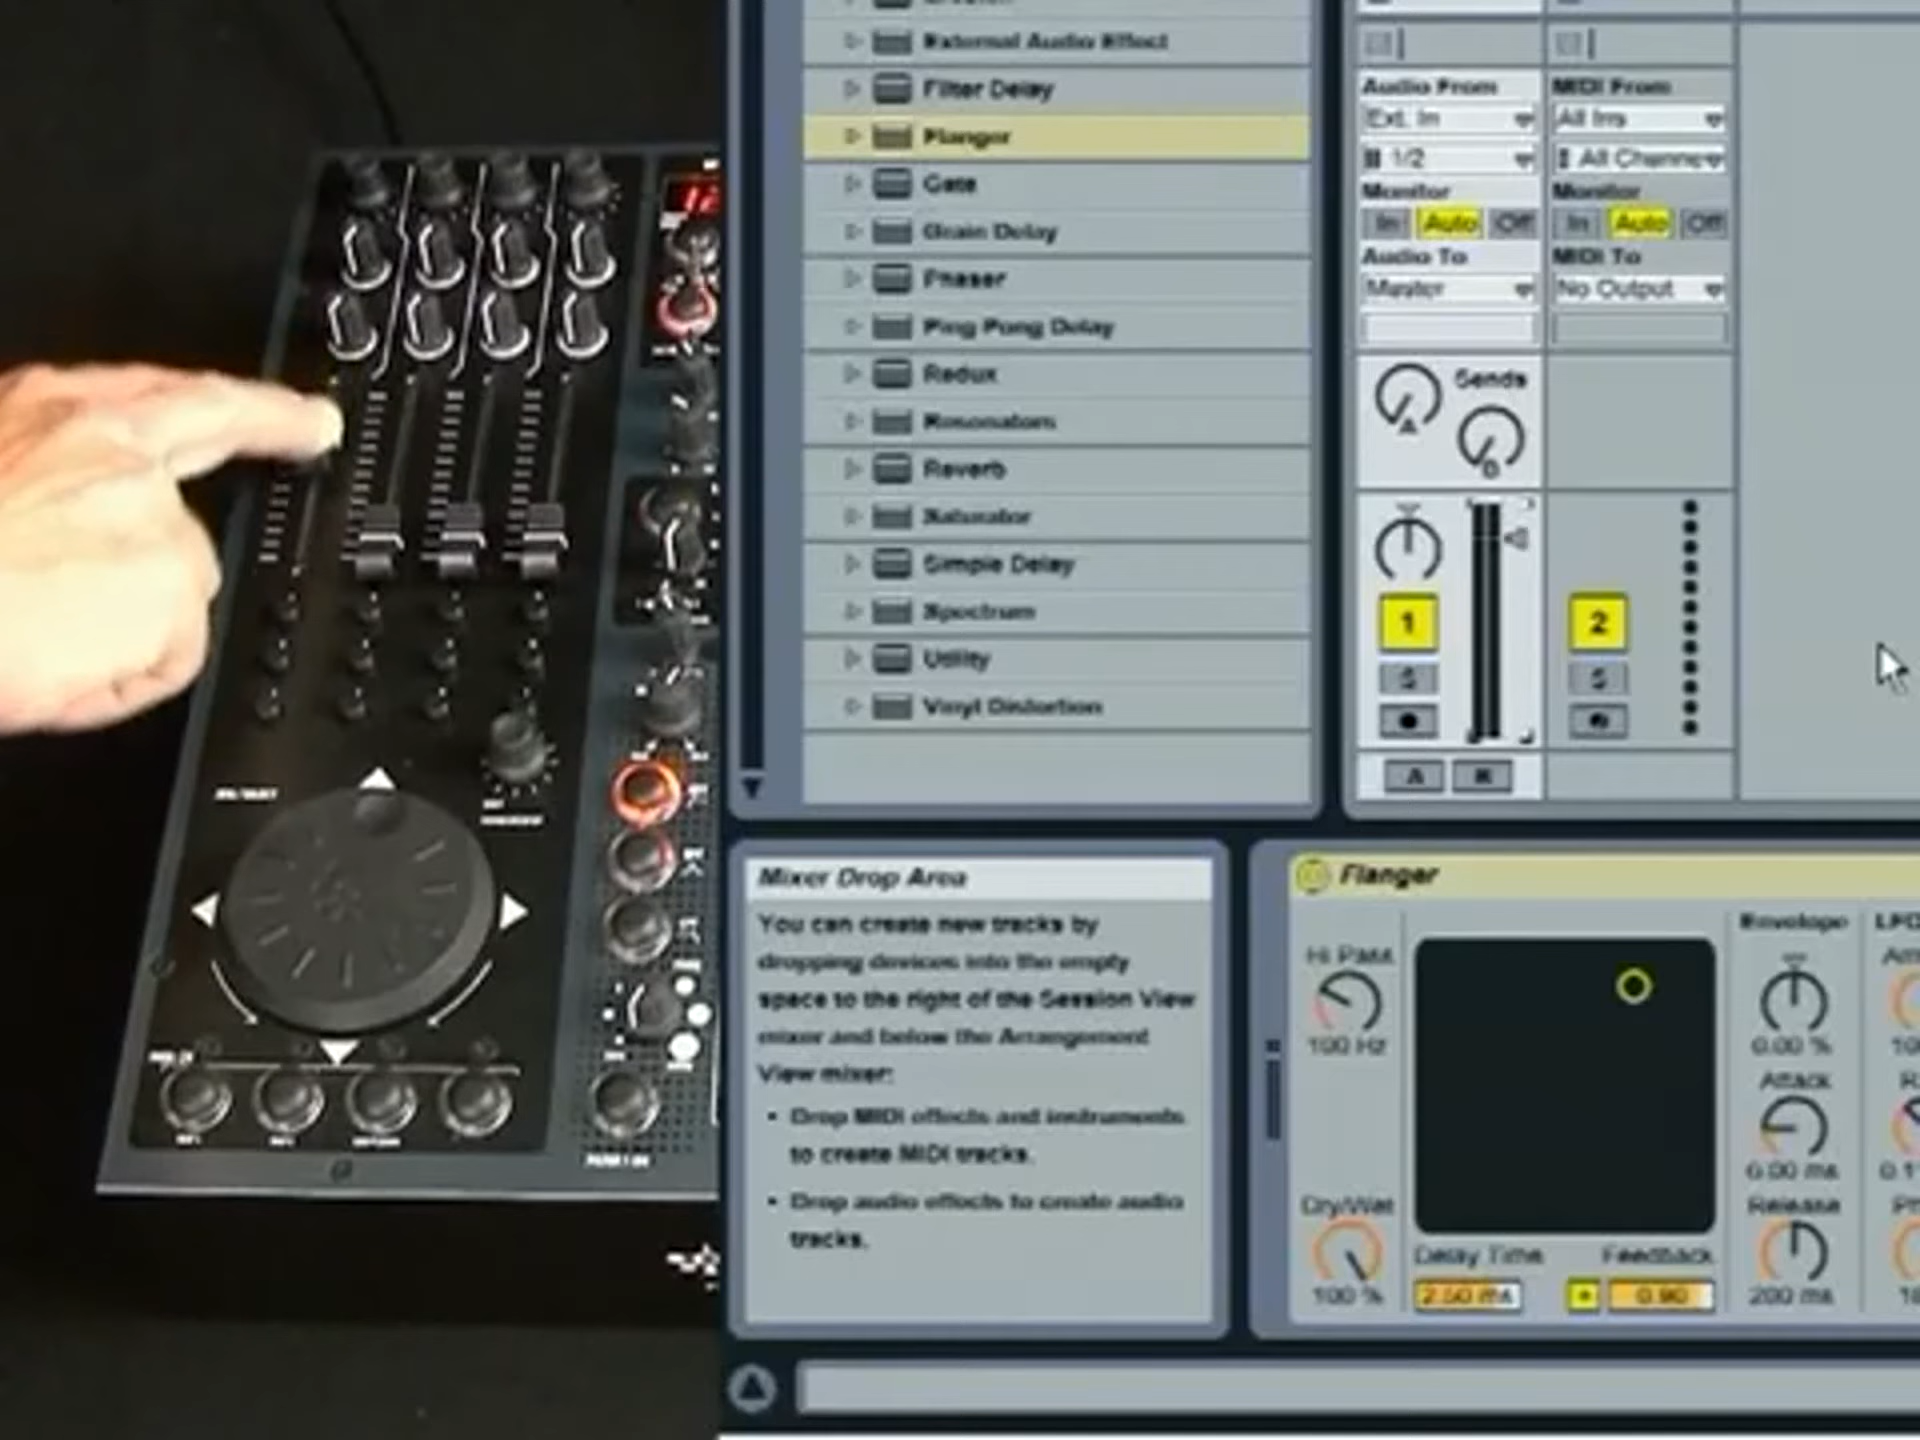 External Audio Effect
Filter Delay
Flanger
Gate
Grain Delay
Phaser
Ping Pong Delay
Redux
Resonators
Reverb
Saturator
Simple Delay
Spectrum
Utility
Vinyl Distortion
Audio From
Ext. In
1/2
Monitor
In Auto Off
Audio To
Master
Sends
A
B
1
S
A
MIDI From
All Ins
All Channe
Monitor
In Auto Off
MIDI To
No Output
2
S
Mixer Drop Area
You can create new tracks by
dropping devices into the empty
space to the right of the Session View
mixer and below the Arrangement
View mixer:
• Drop MIDI effects and instruments
to create MIDI tracks.
• Drop audio effects to create audio
tracks.
Flanger
Hi Pass
100 Hz
Dry/Wet
100 %
Delay Time
2.50 ms
Feedback
0.90
Envelope
0.00 %
Attack
6.00 ms
Release
200 ms